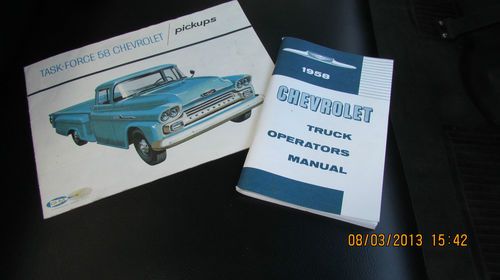 TASK-FORCE 58 CHEVROLET / pickups
1958
CHEVROLET
TRUCK
OPERATORS
MANUAL
08/03/2013 15:42